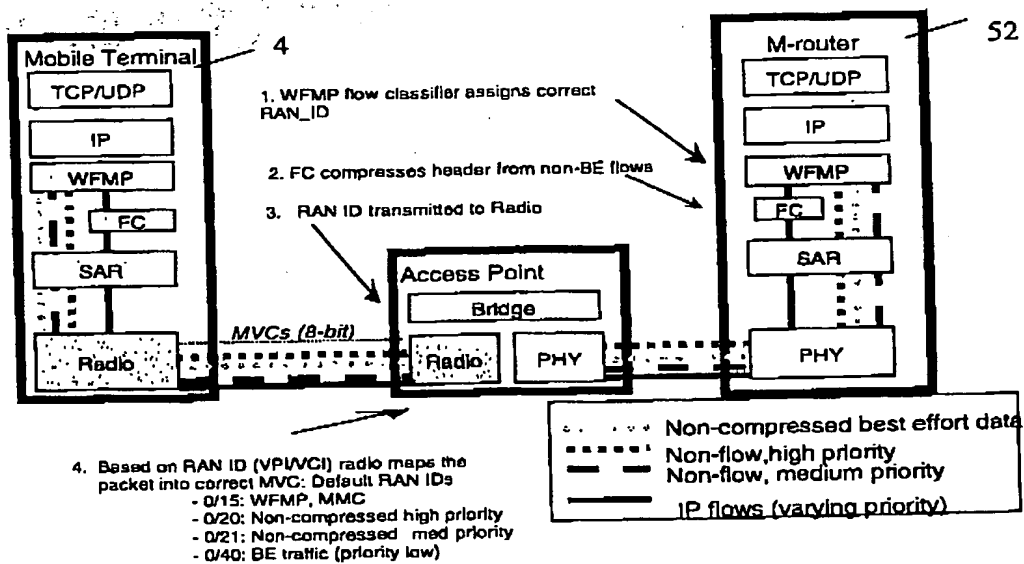 Mobile Terminal
4
TCP/UDP
IP
WFMP
FC
SAR
Radio
1. WFMP flow classifier assigns correct
RAN_ID
2. FC compresses header from non-BE flows
3. RAN ID transmitted to Radio
Access Point
Bridge
Radio
PHY
MVCs (8-bit)
M-router
52
TCP/UDP
IP
WFMP
FC
SAR
PHY
Non-compressed best effort data
Non-flow,high priority
Non-flow, medium priority
IP flows (varying priority)
4. Based on RAN ID (VPI/VCI) radio maps the
packet into correct MVC: Default RAN IDs
- 0/15: WFMP, MMC
- 0/20: Non-compressed high priority
- 0/21: Non-compressed med priority
- 0/40: BE traffic (priority low)